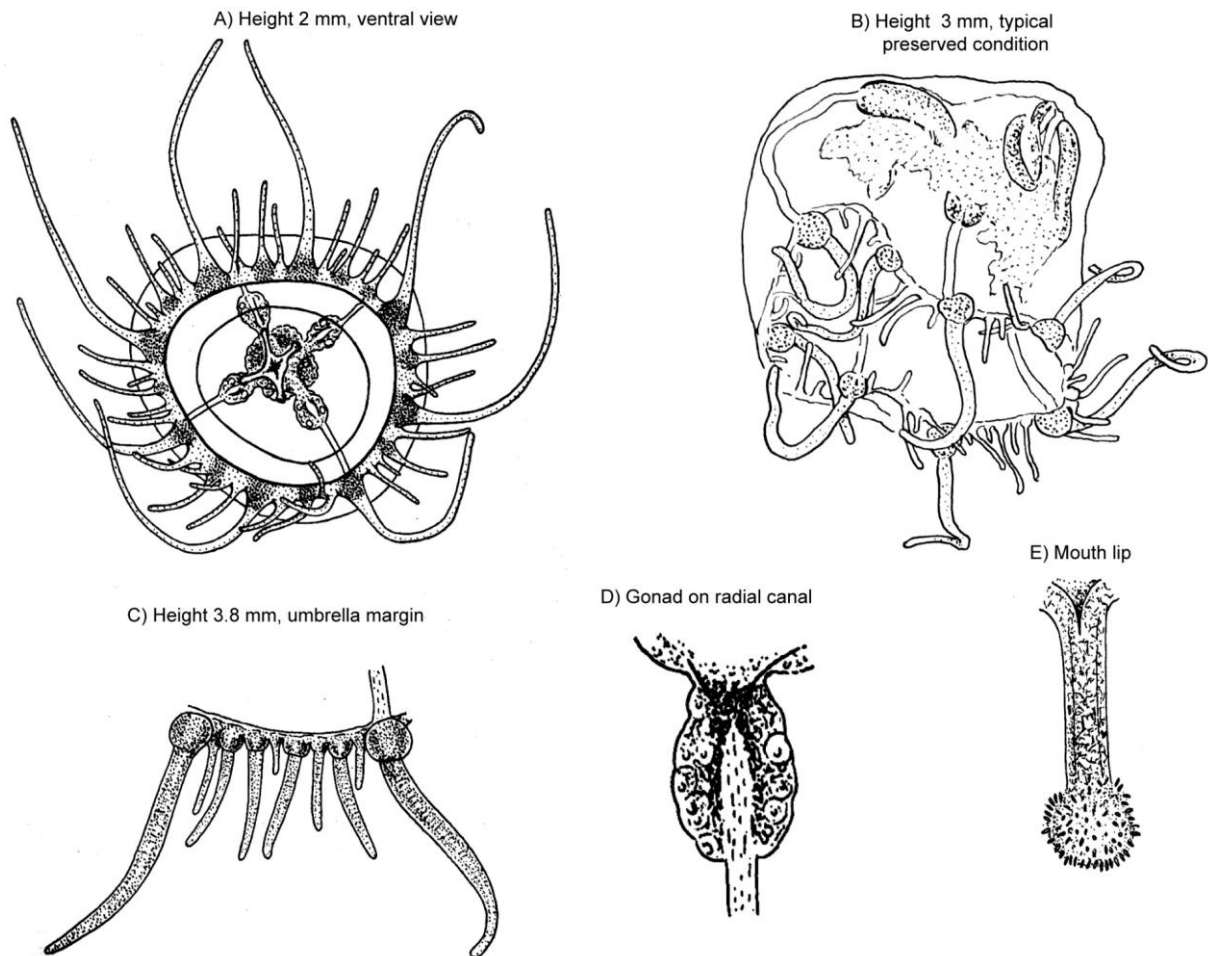 A) Height 2 mm, ventral view
B) Height 3 mm, typical
preserved condition
C) Height 3.8 mm, umbrella margin
D) Gonad on radial canal
E) Mouth lip